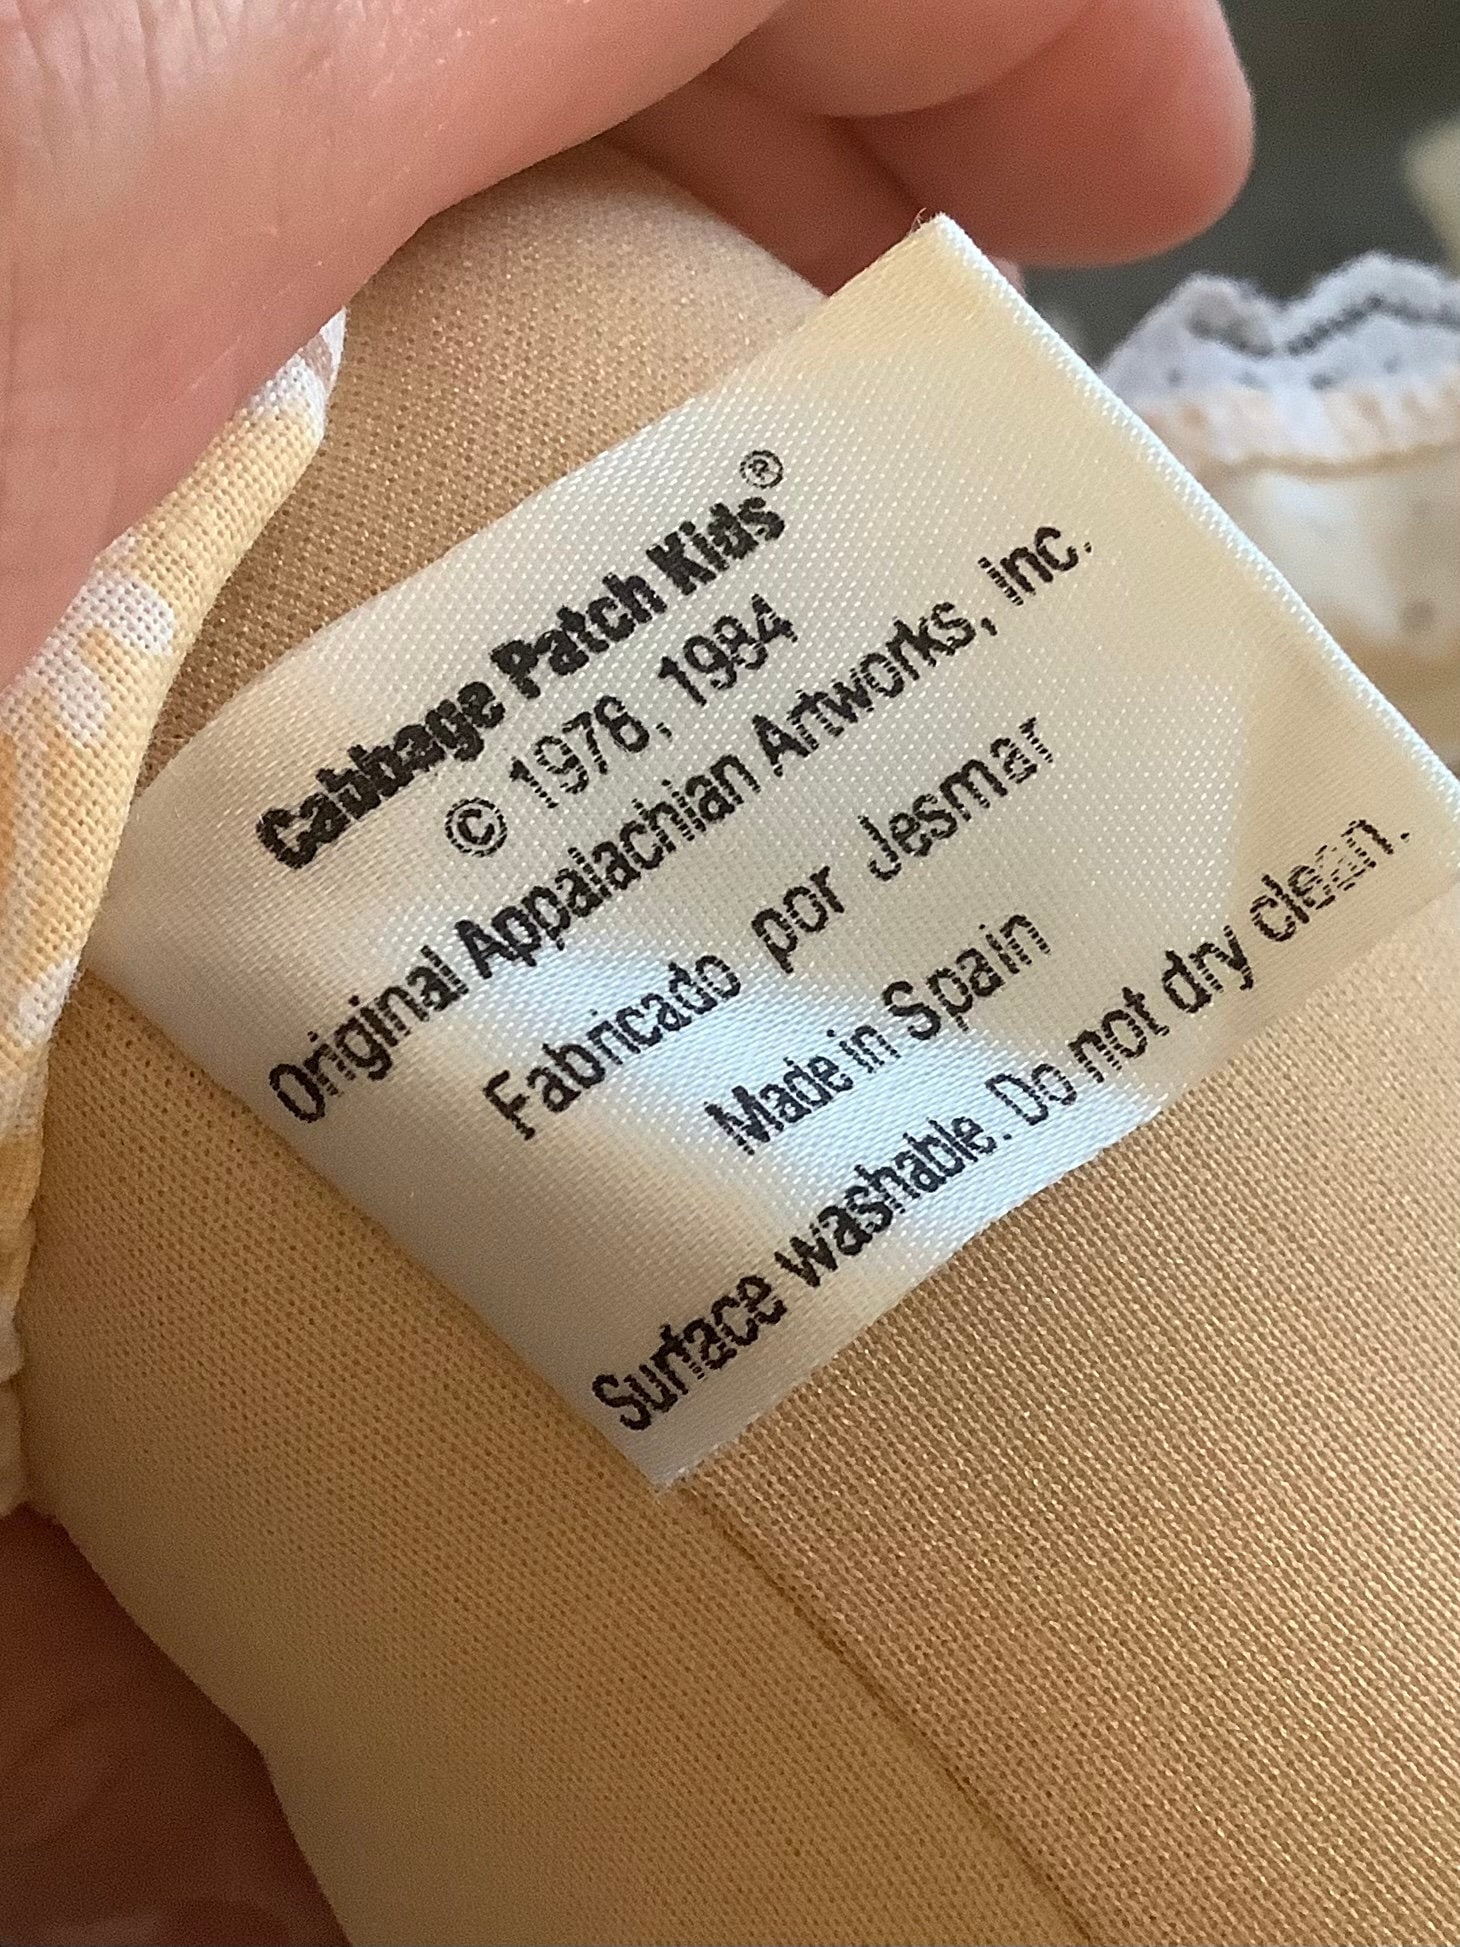 Cabbage Patch Kids®
© 1978, 1984
Original Appalachian Artworks, Inc.
Fabricado por Jesmar
Made in Spain
Surface washable. Do not dry clean.